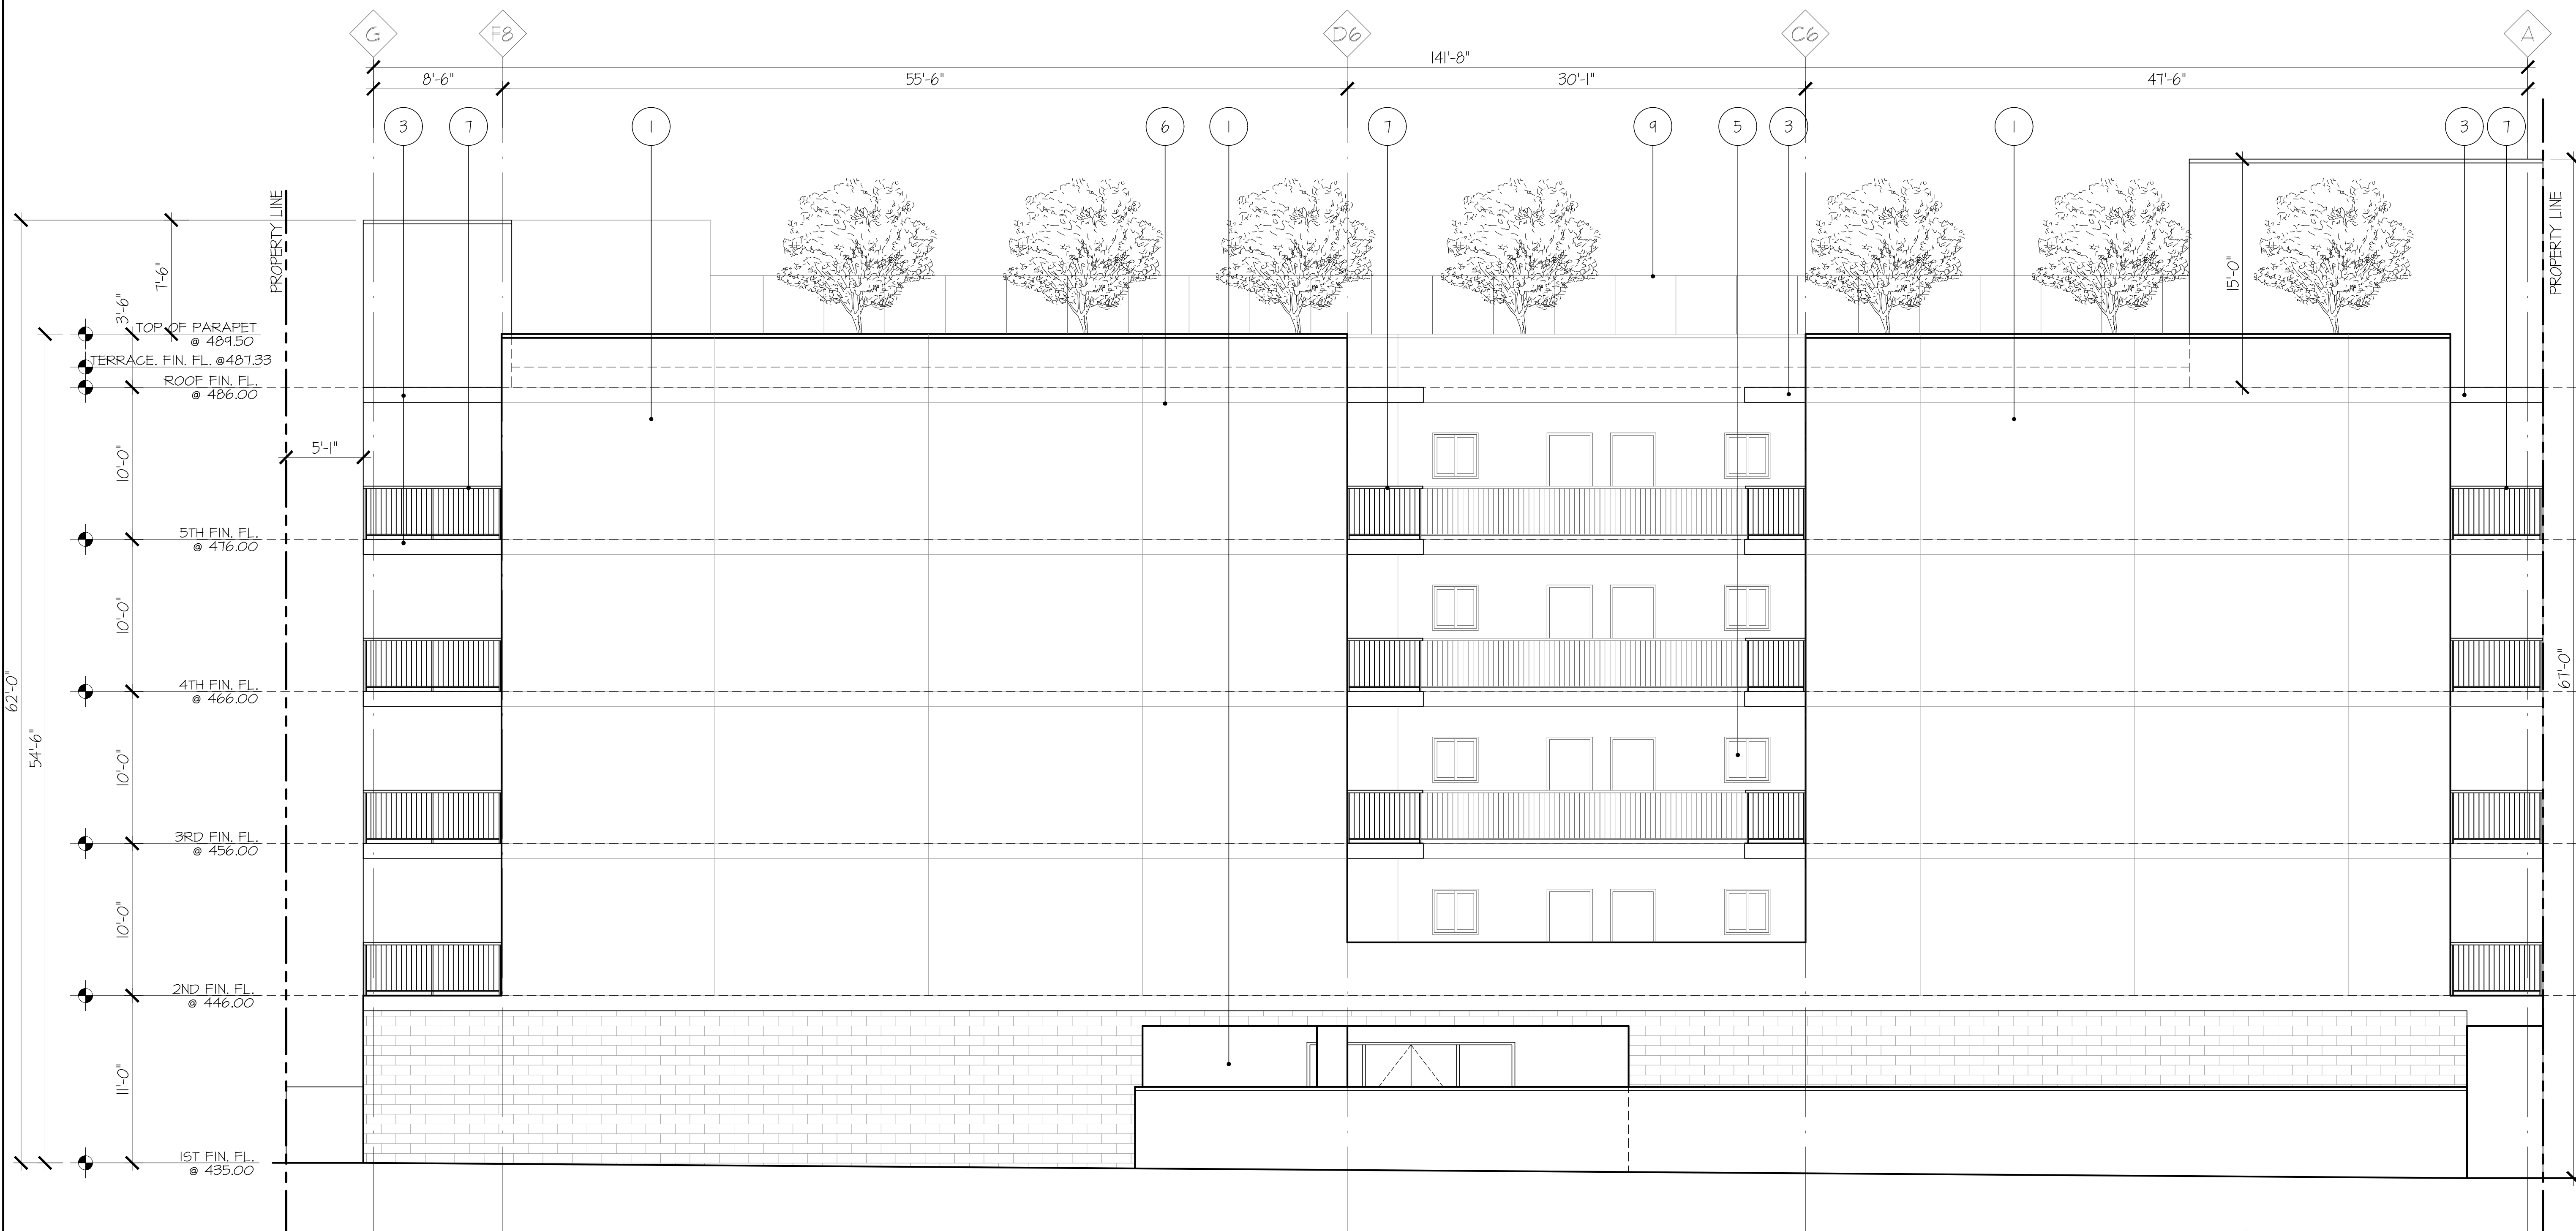 G
F8
D6
C6
A
141'-8"
8'-6"
55'-6"
30'-1"
47'-6"
3
7
1
6
1
7
9
5
3
1
3
7
PROPERTY LINE
PROPERTY LINE
7'-6"
3'-6"
15'-0"
TOP OF PARAPET
@ 489.50
TERRACE. FIN. FL. @487.33
ROOF FIN. FL.
@ 486.00
5'-1"
10'-0"
5TH FIN. FL.
@ 476.00
10'-0"
4TH FIN. FL.
@ 466.00
62'-0"
54'-6"
67'-0"
10'-0"
3RD FIN. FL.
@ 456.00
10'-0"
2ND FIN. FL.
@ 446.00
11'-0"
1ST FIN. FL.
@ 435.00